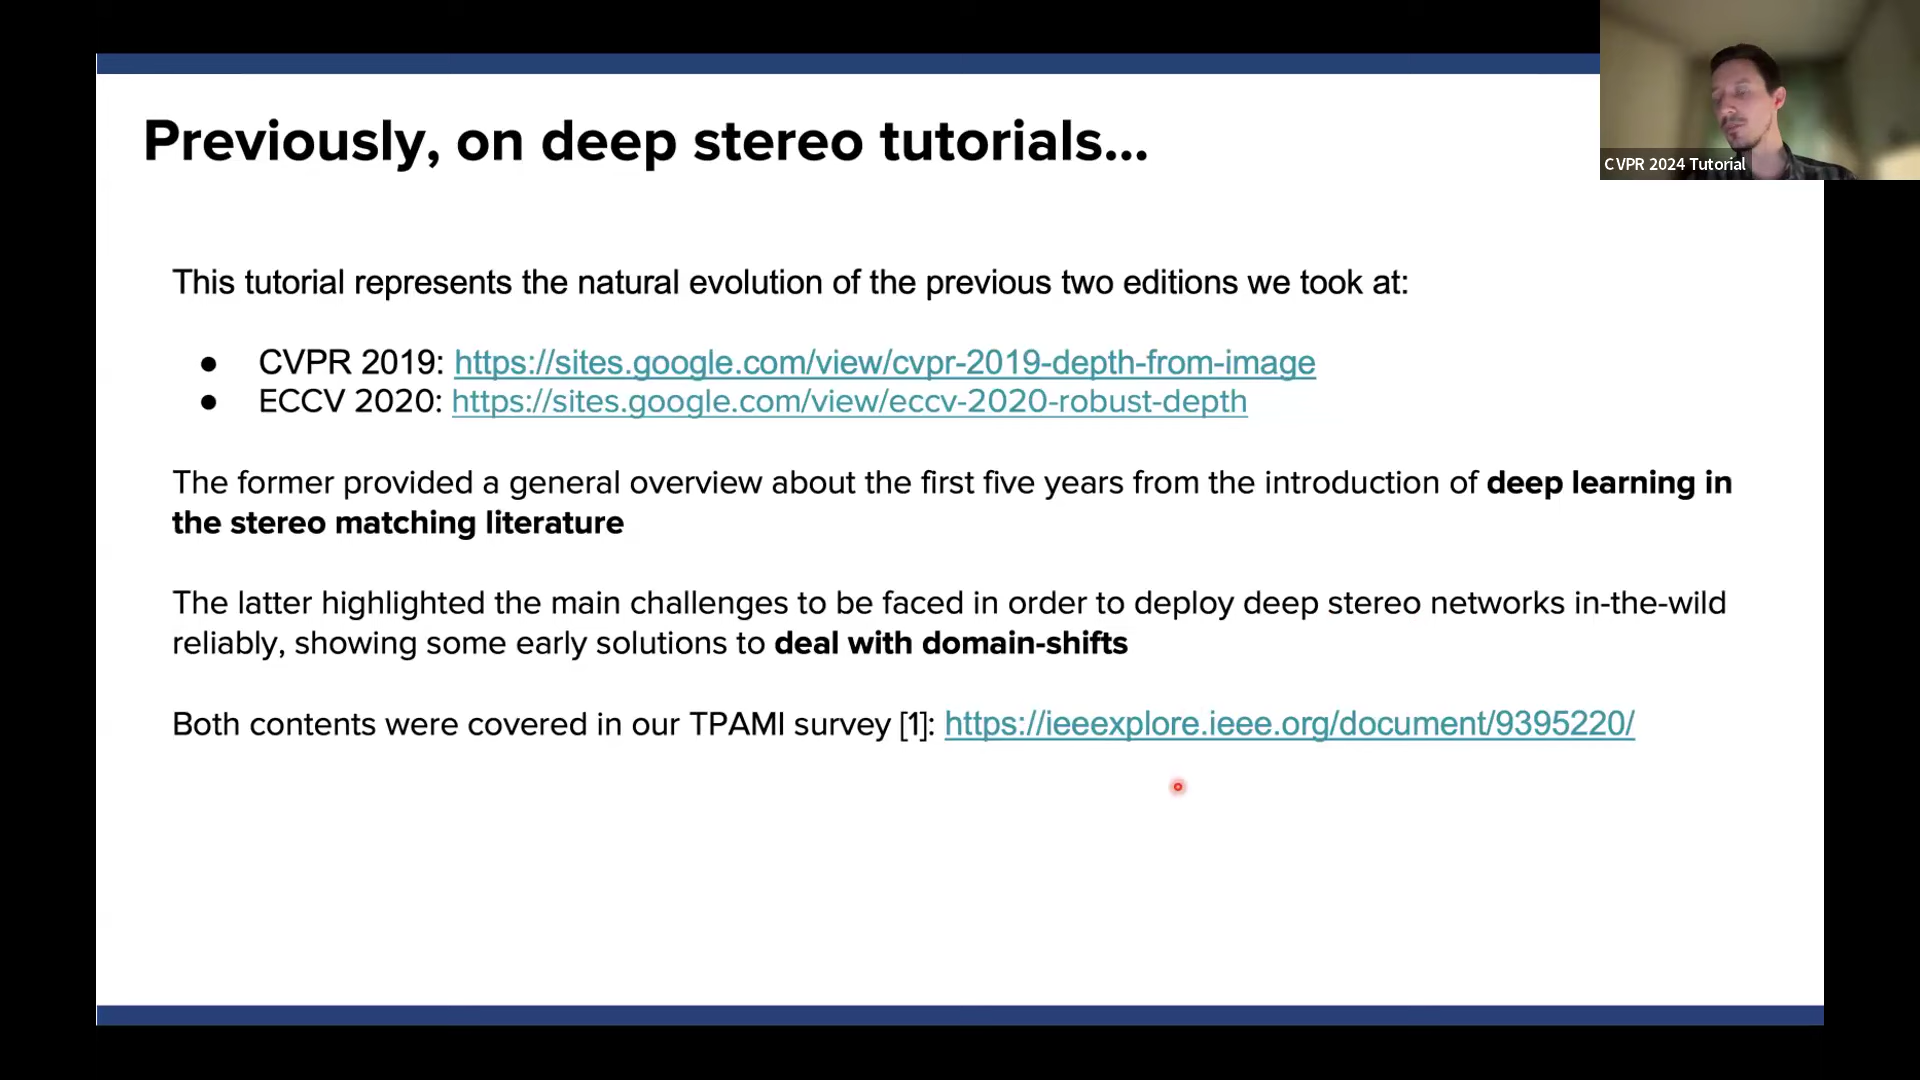 Previously, on deep stereo tutorials...
CVPR 2024 Tutorial
This tutorial represents the natural evolution of the previous two editions we took at:
● CVPR 2019: https://sites.google.com/view/cvpr-2019-depth-from-image
● ECCV 2020: https://sites.google.com/view/eccv-2020-robust-depth
The former provided a general overview about the first five years from the introduction of deep learning in
the stereo matching literature
The latter highlighted the main challenges to be faced in order to deploy deep stereo networks in-the-wild
reliably, showing some early solutions to deal with domain-shifts
Both contents were covered in our TPAMI survey [1]: https://ieeexplore.ieee.org/document/9395220/